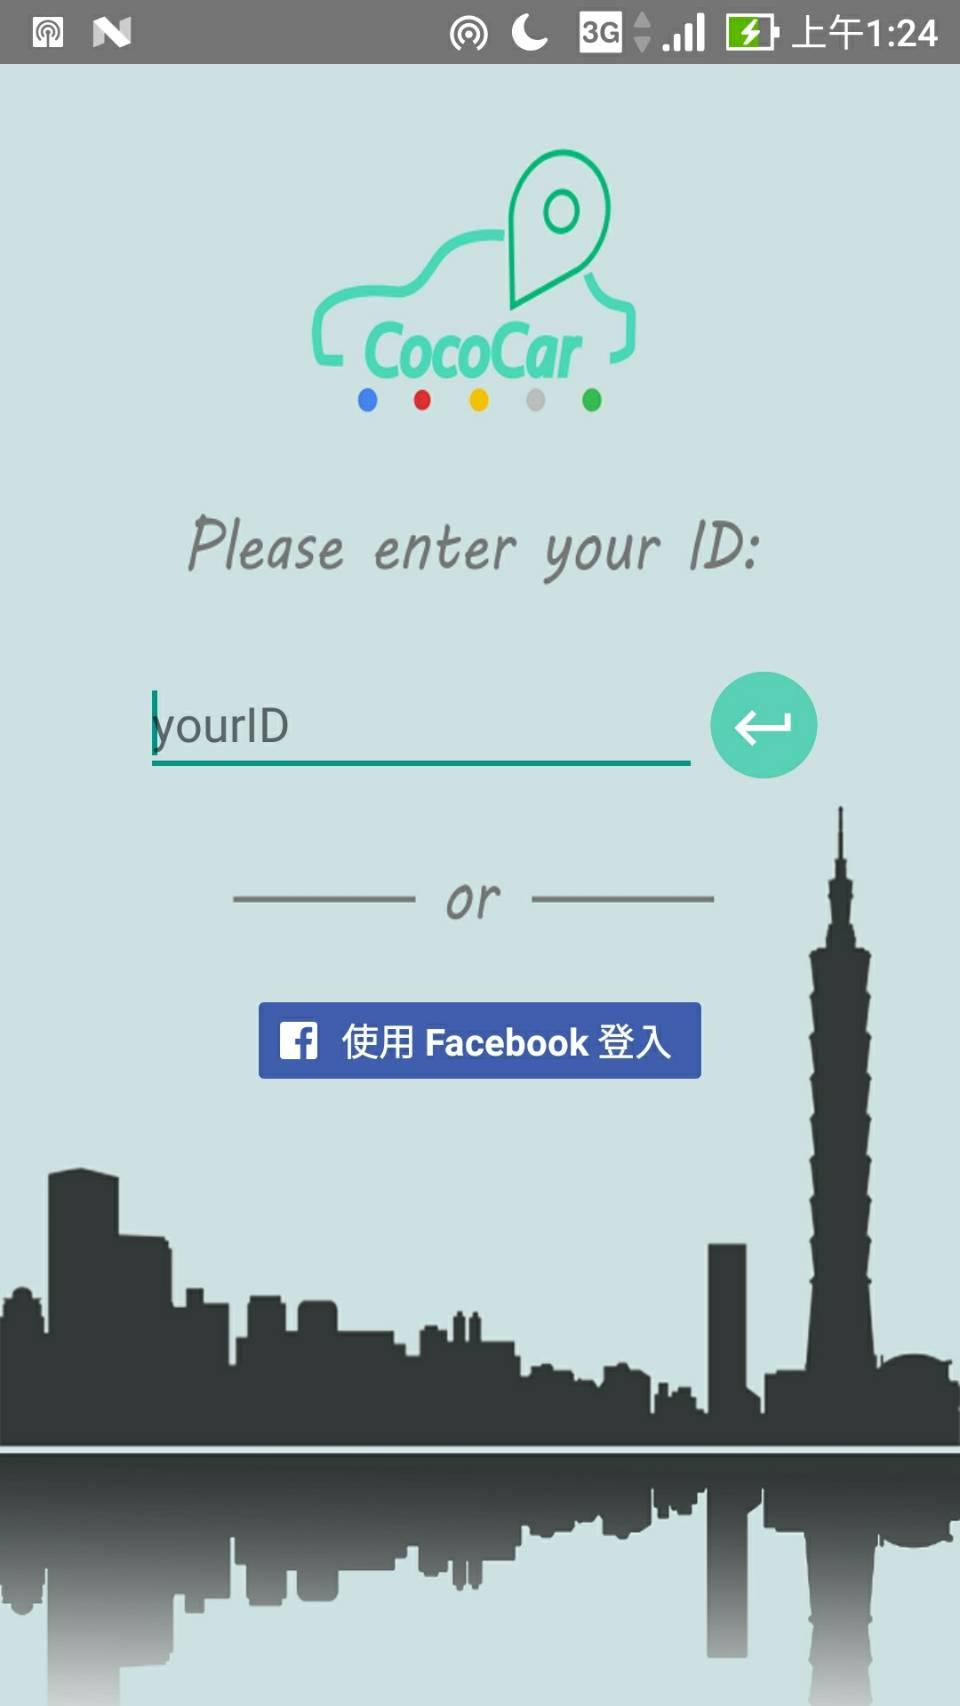 3G 上午1:24
CocoCar
Please enter your ID:
yourID
or
使用 Facebook 登入